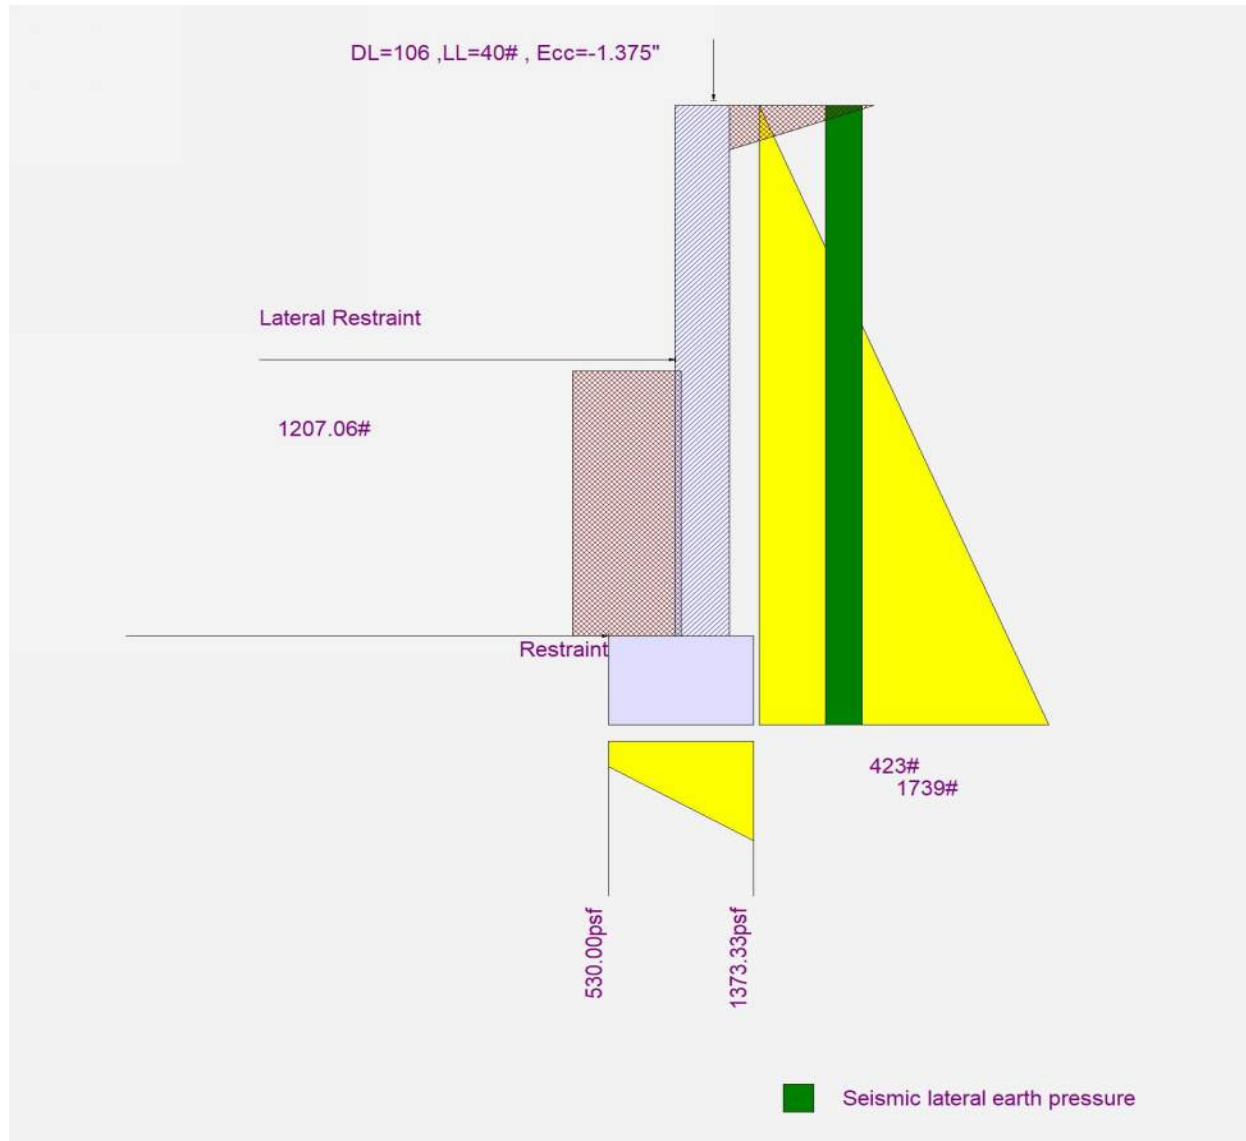 DL=106 ,LL=40# , Ecc=-1.375"
Lateral Restraint
1207.06#
Restraint
423#
1739#
530.00psf
1373.33psf
Seismic lateral earth pressure